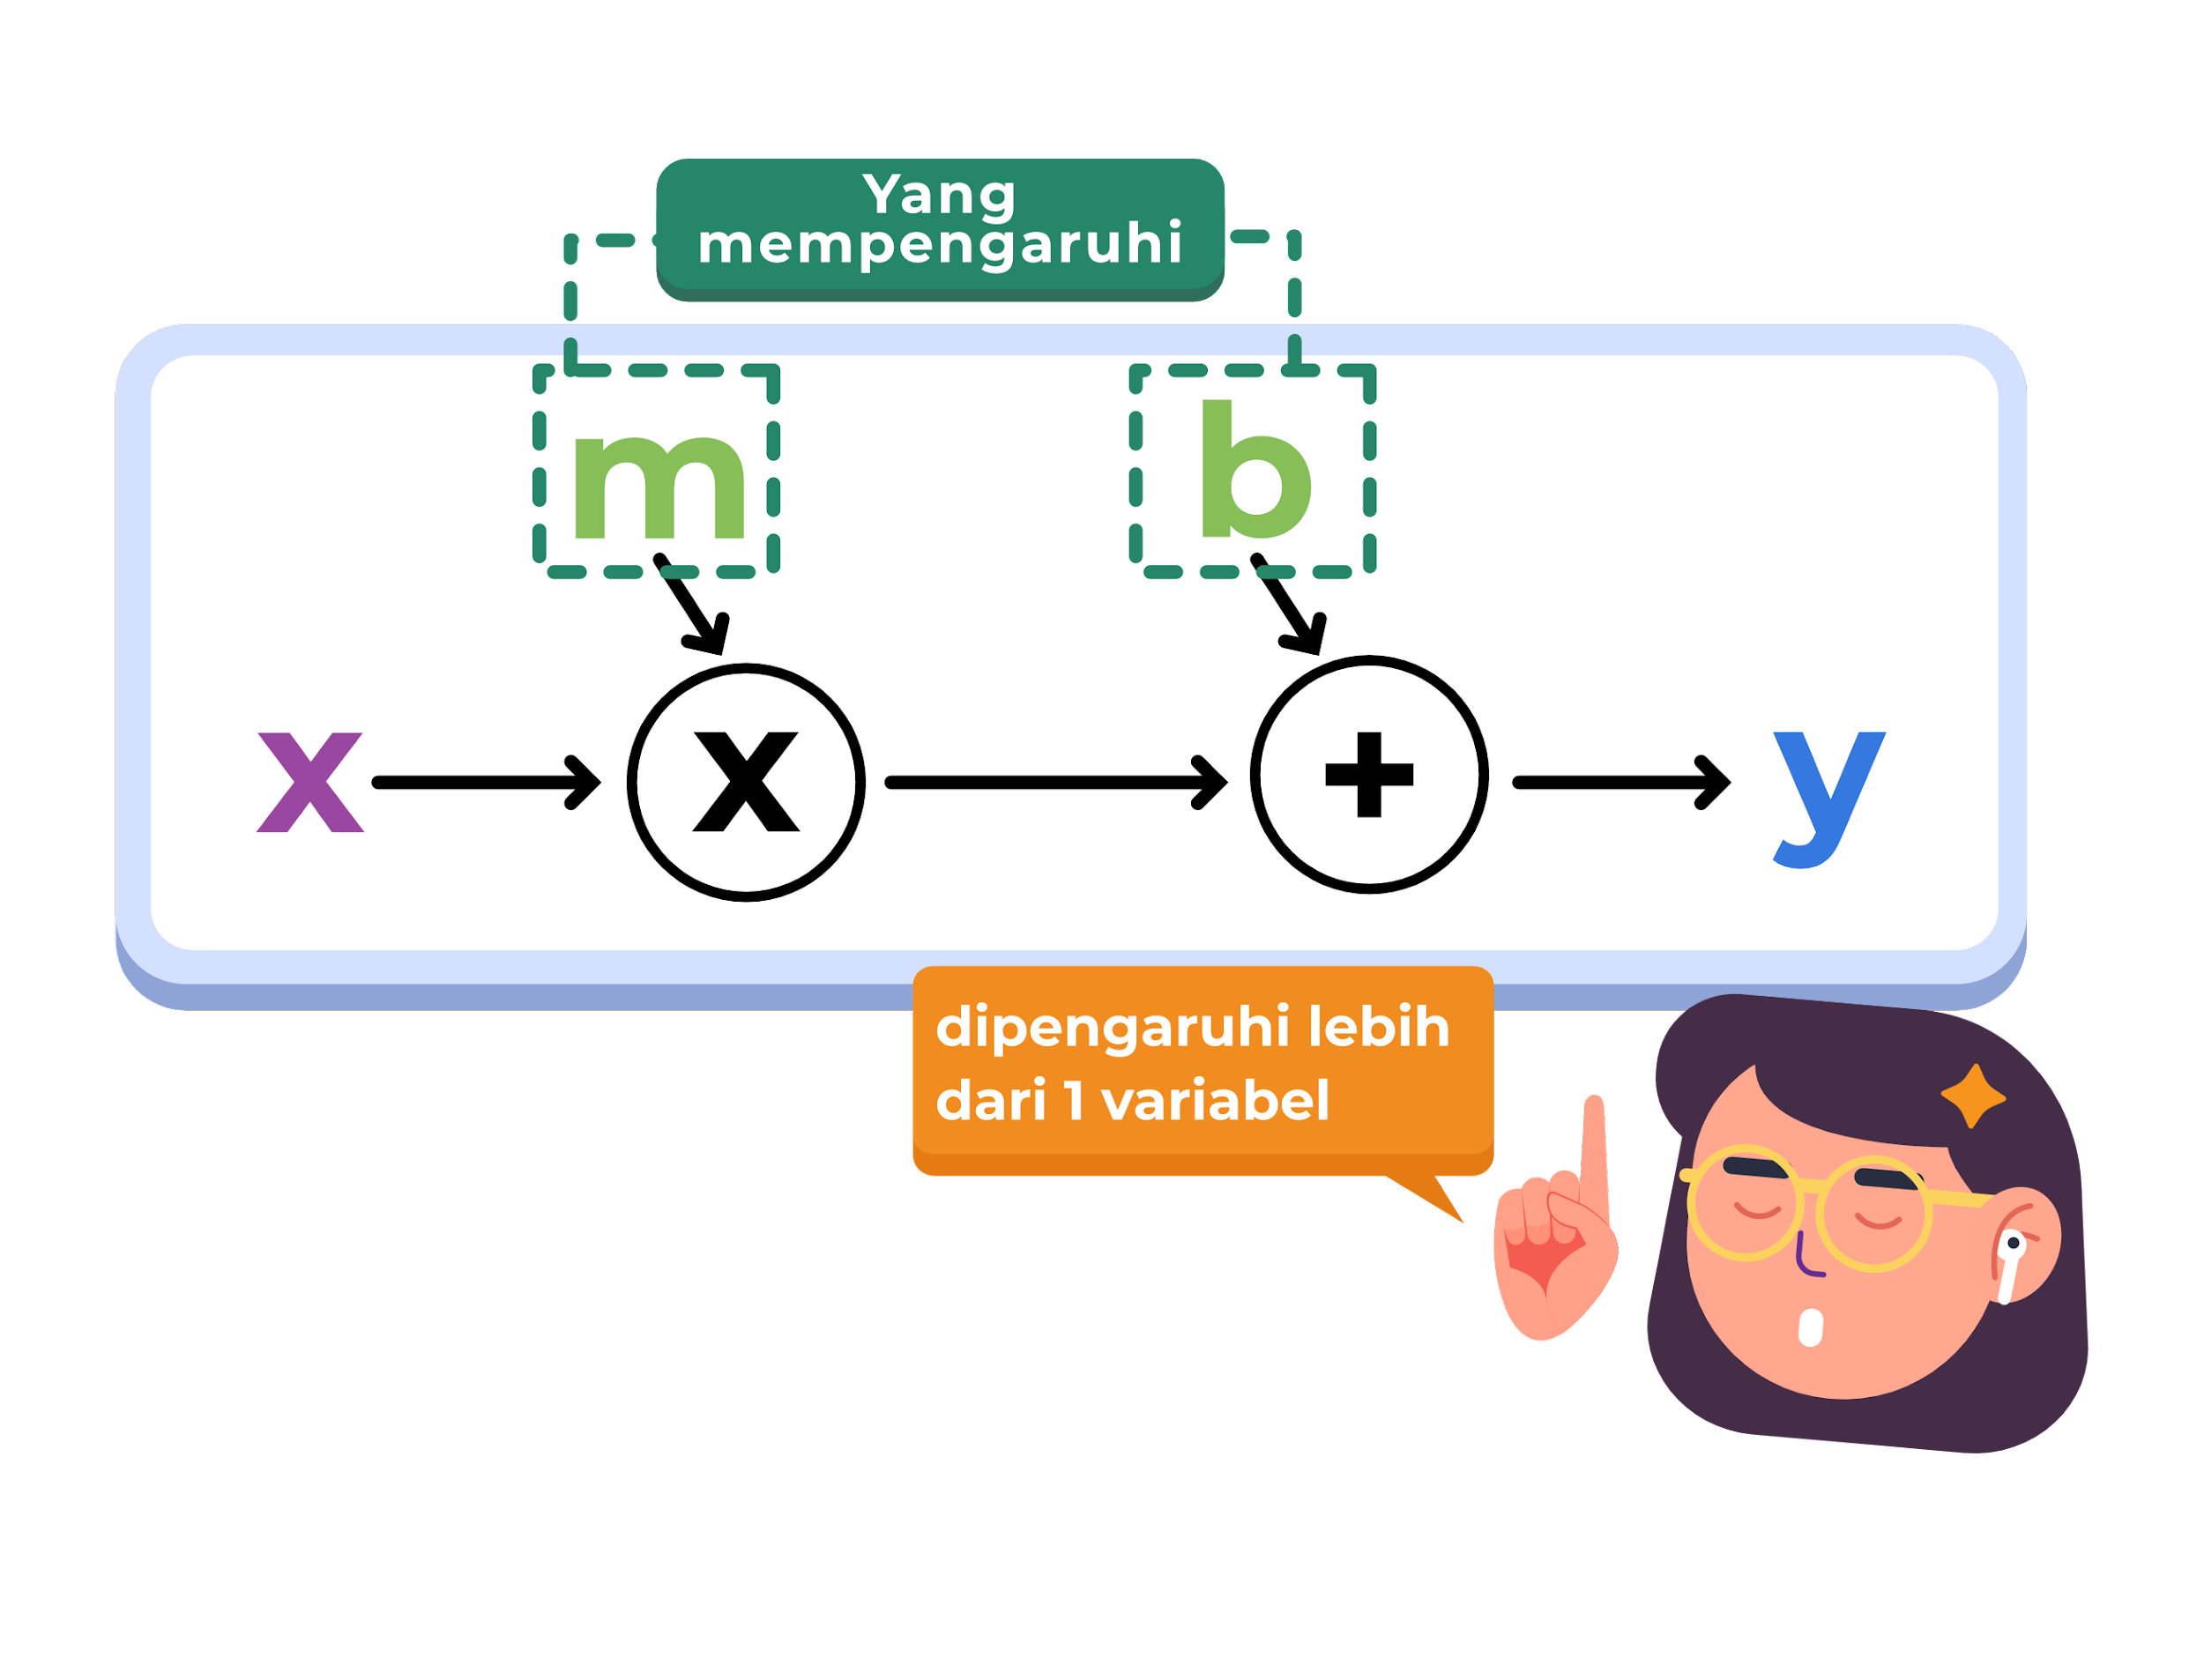 Yang
mempengaruhi
m
b
x
x
+
y
dipengaruhi lebih
dari 1 variabel